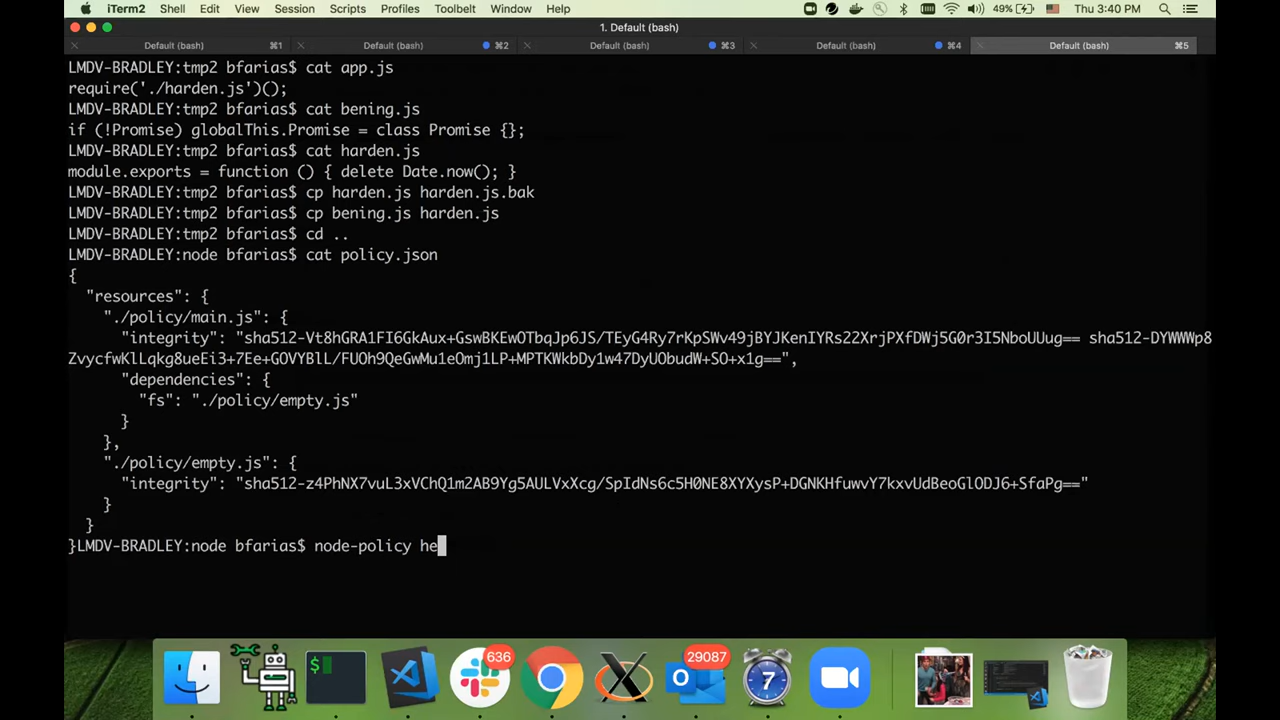 iTerm2 Shell Edit View Session Scripts Profiles Toolbelt Window Help 49% Thu 3:40 PM
1. Default (bash)
Default (bash) ⌘1 Default (bash) ⌘2 Default (bash) ⌘3 Default (bash) ⌘4 Default (bash) ⌘5
LMDV-BRADLEY:tmp2 bfarias$ cat app.js
require('./harden.js')();
LMDV-BRADLEY:tmp2 bfarias$ cat bening.js
if (!Promise) globalThis.Promise = class Promise {};
LMDV-BRADLEY:tmp2 bfarias$ cat harden.js
module.exports = function () { delete Date.now(); }
LMDV-BRADLEY:tmp2 bfarias$ cp harden.js harden.js.bak
LMDV-BRADLEY:tmp2 bfarias$ cp bening.js harden.js
LMDV-BRADLEY:tmp2 bfarias$ cd ..
LMDV-BRADLEY:node bfarias$ cat policy.json
{
"resources": {
"./policy/main.js": {
"integrity": "sha512-Vt8hGRA1FI6GkAux+GswBKEwOTbqJp6JS/TEyG4Ry7rKpSWv49jBYJKenIYRs22XrjPXfDWj5G0r3I5NboUUug== sha512-DYWWWp8
ZvycfwKlLqkg8ueEi3+7Ee+GOVYBlL/FUOh9QeGwMu1eOmj1LP+MPTKWkbDy1w47DyUObudW+SO+x1g==",
"dependencies": {
"fs": "./policy/empty.js"
}
},
"./policy/empty.js": {
"integrity": "sha512-z4PhNX7vuL3xVChQ1m2AB9Yg5AULVxXcg/SpIdNs6c5H0NE8XYXysP+DGNKHfuwvY7kxvUdBeoGlODJ6+SfaPg=="
}
}
}LMDV-BRADLEY:node bfarias$ node-policy he
$
636
29087
7